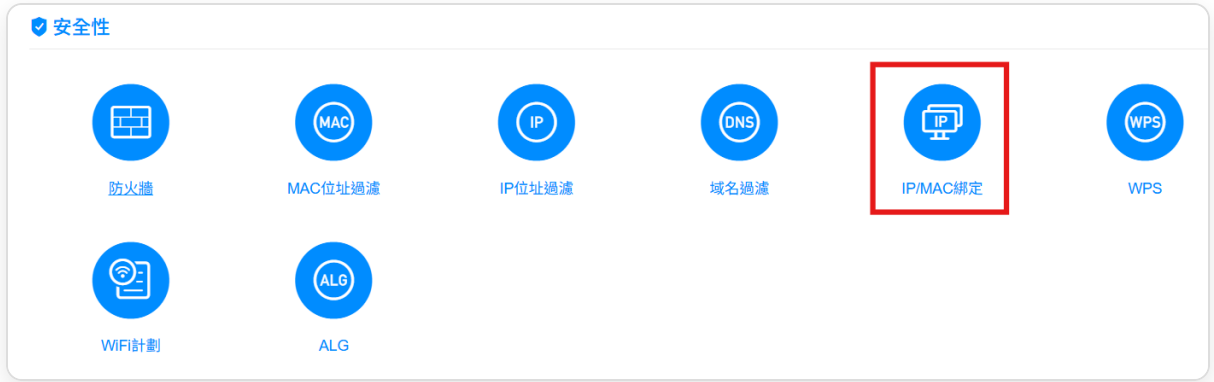 安全性
MAC
IP
DNS
IP
WPS
防火牆
MAC位址過濾
IP位址過濾
域名過濾
IP/MAC綁定
WPS
ALG
WiFi計劃
ALG